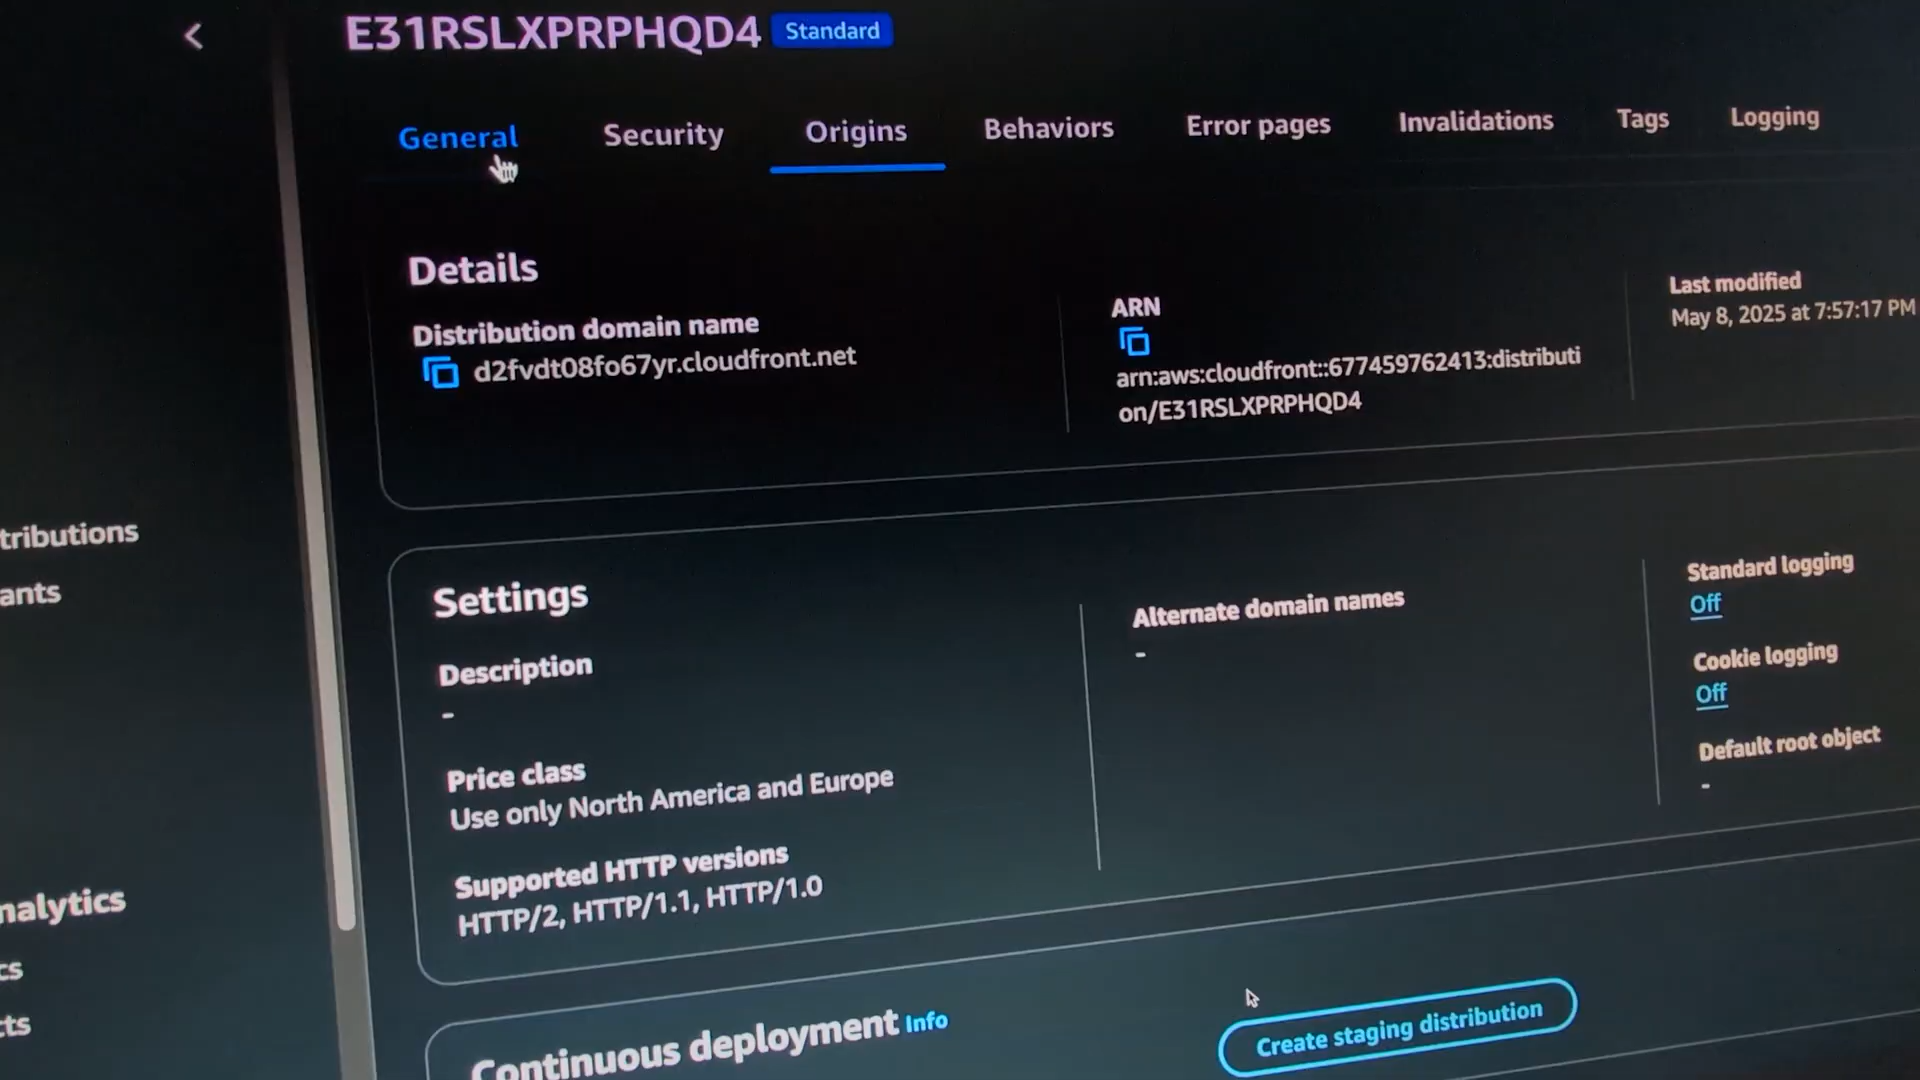 E31RSLXPRPHQD4 Standard
General Security Origins Behaviors Error pages Invalidations Tags Logging
Details
Distribution domain name
d2fvdt08fo67yr.cloudfront.net
ARN
arn:aws:cloudfront::677459762413:distributi
on/E31RSLXPRPHQD4
Last modified
May 8, 2025 at 7:57:17 PM
tributions
ants
nalytics
cs
cts
Settings
Description
-
Price class
Use only North America and Europe
Supported HTTP versions
HTTP/2, HTTP/1.1, HTTP/1.0
Alternate domain names
-
Standard logging
Off
Cookie logging
Off
Default root object
-
Continuous deployment Info
Create staging distribution